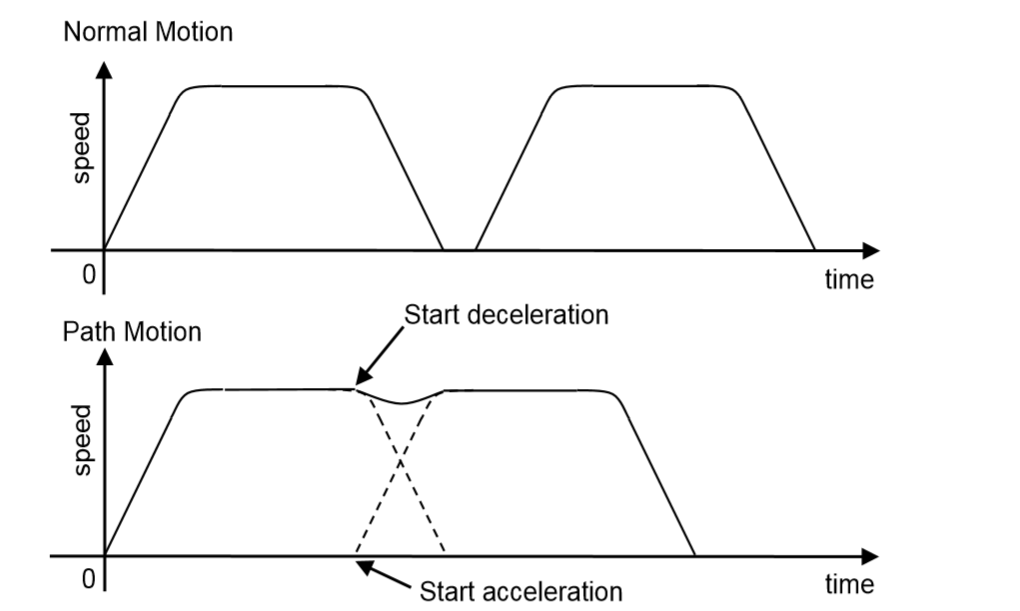 Normal Motion
speed
0
time
Start deceleration
Path Motion
speed
0
time
Start acceleration